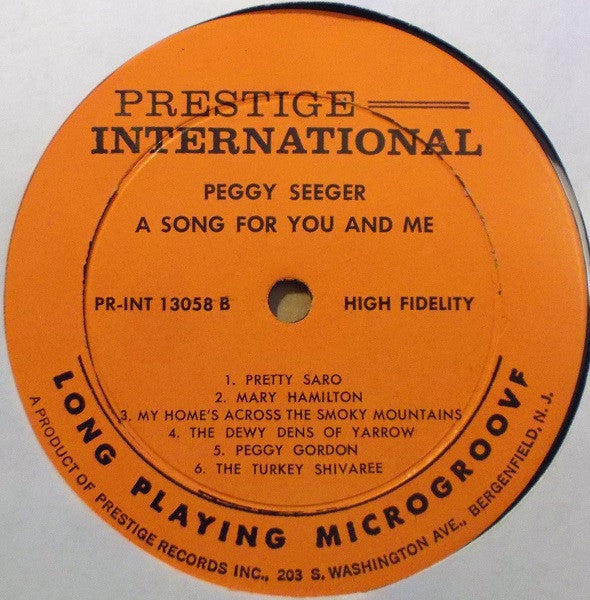 PRESTIGE
INTERNATIONAL
PEGGY SEEGER
A SONG FOR YOU AND ME
PR-INT 13058 B
HIGH FIDELITY
1. PRETTY SARO
2. MARY HAMILTON
3. MY HOME'S ACROSS THE SMOKY MOUNTAINS
4. THE DEWY DENS OF YARROW
5. PEGGY GORDON
6. THE TURKEY SHIVAREE
LONG PLAYING MICROGROOVE
A PRODUCT OF PRESTIGE RECORDS INC., 203 S. WASHINGTON AVE., BERGENFIELD, N. J.